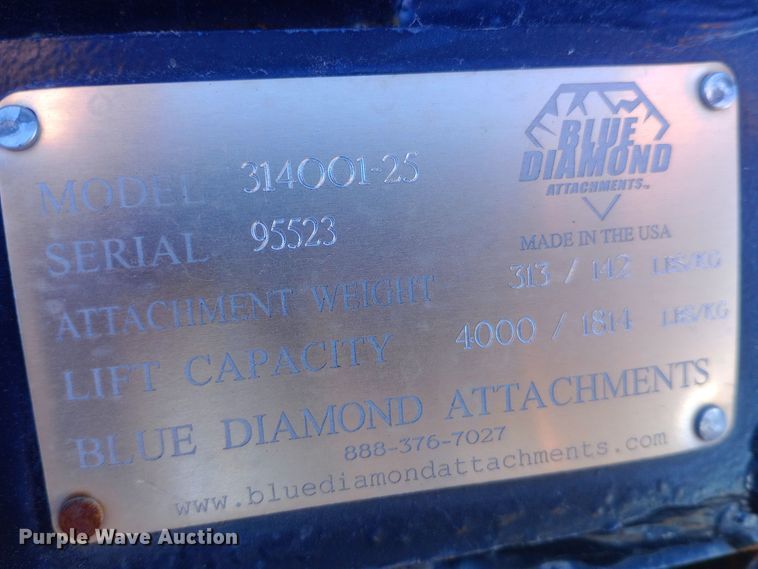 BLUE
DIAMOND
ATTACHMENTS™
MADE IN THE USA
MODEL 314001-25
SERIAL 95523
ATTACHMENT WEIGHT 313 / 142 LBS/KG
LIFT CAPACITY 4000 / 1814 LBS/KG
BLUE DIAMOND ATTACHMENTS
888-376-7027
www.bluediamondattachments.com
Purple Wave Auction®